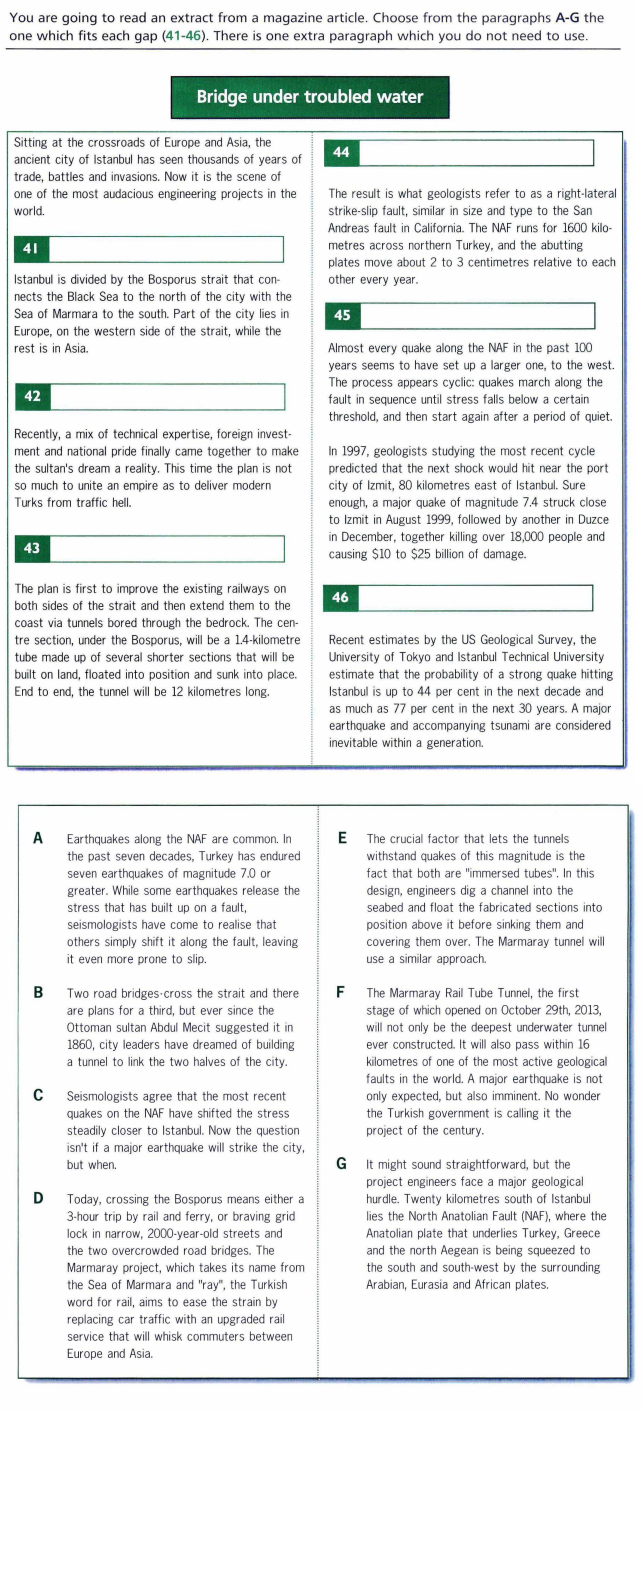 You are going to read an extract from a magazine article. Choose from the paragraphs A-G the
one which fits each gap (41-46). There is one extra paragraph which you do not need to use.
Bridge under troubled water
Sitting at the crossroads of Europe and Asia, the
ancient city of Istanbul has seen thousands of years of
trade, battles and invasions. Now it is the scene of
one of the most audacious engineering projects in the
world.
41
Istanbul is divided by the Bosporus strait that con-
nects the Black Sea to the north of the city with the
Sea of Marmara to the south. Part of the city lies in
Europe, on the western side of the strait, while the
rest is in Asia.
42
Recently, a mix of technical expertise, foreign invest-
ment and national pride finally came together to make
the sultan's dream a reality. This time the plan is not
so much to unite an empire as to deliver modern
Turks from traffic hell.
43
The plan is first to improve the existing railways on
both sides of the strait and then extend them to the
coast via tunnels bored through the bedrock. The cen-
tre section, under the Bosporus, will be a 1.4-kilometre
tube made up of several shorter sections that will be
built on land, floated into position and sunk into place.
End to end, the tunnel will be 12 kilometres long.
44
The result is what geologists refer to as a right-lateral
strike-slip fault, similar in size and type to the San
Andreas fault in California. The NAF runs for 1600 kilo-
metres across northern Turkey, and the abutting
plates move about 2 to 3 centimetres relative to each
other every year.
45
Almost every quake along the NAF in the past 100
years seems to have set up a larger one, to the west.
The process appears cyclic: quakes march along the
fault in sequence until stress falls below a certain
threshold, and then start again after a period of quiet.
In 1997, geologists studying the most recent cycle
predicted that the next shock would hit near the port
city of Izmit, 80 kilometres east of Istanbul. Sure
enough, a major quake of magnitude 7.4 struck close
to Izmit in August 1999, followed by another in Duzce
in December, together killing over 18,000 people and
causing $10 to $25 billion of damage.
46
Recent estimates by the US Geological Survey, the
University of Tokyo and Istanbul Technical University
estimate that the probability of a strong quake hitting
Istanbul is up to 44 per cent in the next decade and
as much as 77 per cent in the next 30 years. A major
earthquake and accompanying tsunami are considered
inevitable within a generation.
A Earthquakes along the NAF are common. In
the past seven decades, Turkey has endured
seven earthquakes of magnitude 7.0 or
greater. While some earthquakes release the
stress that has built up on a fault,
seismologists have come to realise that
others simply shift it along the fault, leaving
it even more prone to slip.
B Two road bridges-cross the strait and there
are plans for a third, but ever since the
Ottoman sultan Abdul Mecit suggested it in
1860, city leaders have dreamed of building
a tunnel to link the two halves of the city.
C Seismologists agree that the most recent
quakes on the NAF have shifted the stress
steadily closer to Istanbul. Now the question
isn't if a major earthquake will strike the city,
but when.
D Today, crossing the Bosporus means either a
3-hour trip by rail and ferry, or braving grid
lock in narrow, 2000-year-old streets and
the two overcrowded road bridges. The
Marmaray project, which takes its name from
the Sea of Marmara and "ray", the Turkish
word for rail, aims to ease the strain by
replacing car traffic with an upgraded rail
service that will whisk commuters between
Europe and Asia.
E The crucial factor that lets the tunnels
withstand quakes of this magnitude is the
fact that both are "immersed tubes". In this
design, engineers dig a channel into the
seabed and float the fabricated sections into
position above it before sinking them and
covering them over. The Marmaray tunnel will
use a similar approach.
F The Marmaray Rail Tube Tunnel, the first
stage of which opened on October 29th, 2013,
will not only be the deepest underwater tunnel
ever constructed. It will also pass within 16
kilometres of one of the most active geological
faults in the world. A major earthquake is not
only expected, but also imminent. No wonder
the Turkish government is calling it the
project of the century.
G It might sound straightforward, but the
project engineers face a major geological
hurdle. Twenty kilometres south of Istanbul
lies the North Anatolian Fault (NAF), where the
Anatolian plate that underlies Turkey, Greece
and the north Aegean is being squeezed to
the south and south-west by the surrounding
Arabian, Eurasia and African plates.